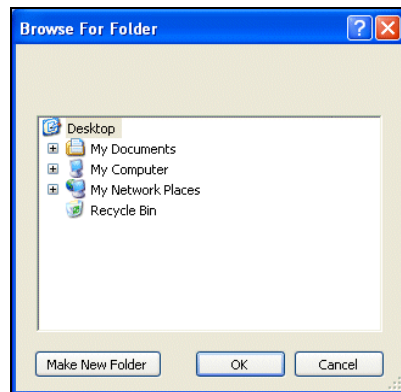 Browse For Folder
Desktop
My Documents
My Computer
My Network Places
Recycle Bin
Make New Folder OK Cancel